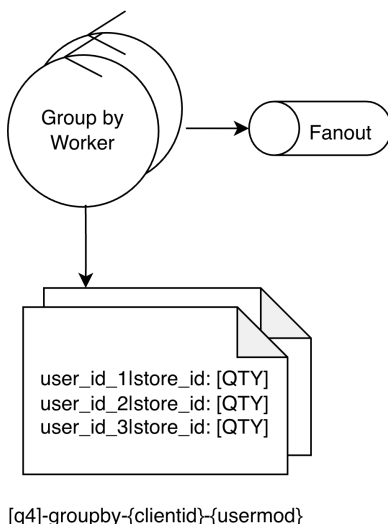 Group by
Worker
Fanout
user_id_1|store_id: [QTY]
user_id_2|store_id: [QTY]
user_id_3|store_id: [QTY]
[q4]-groupby-{clientid}-{usermod}